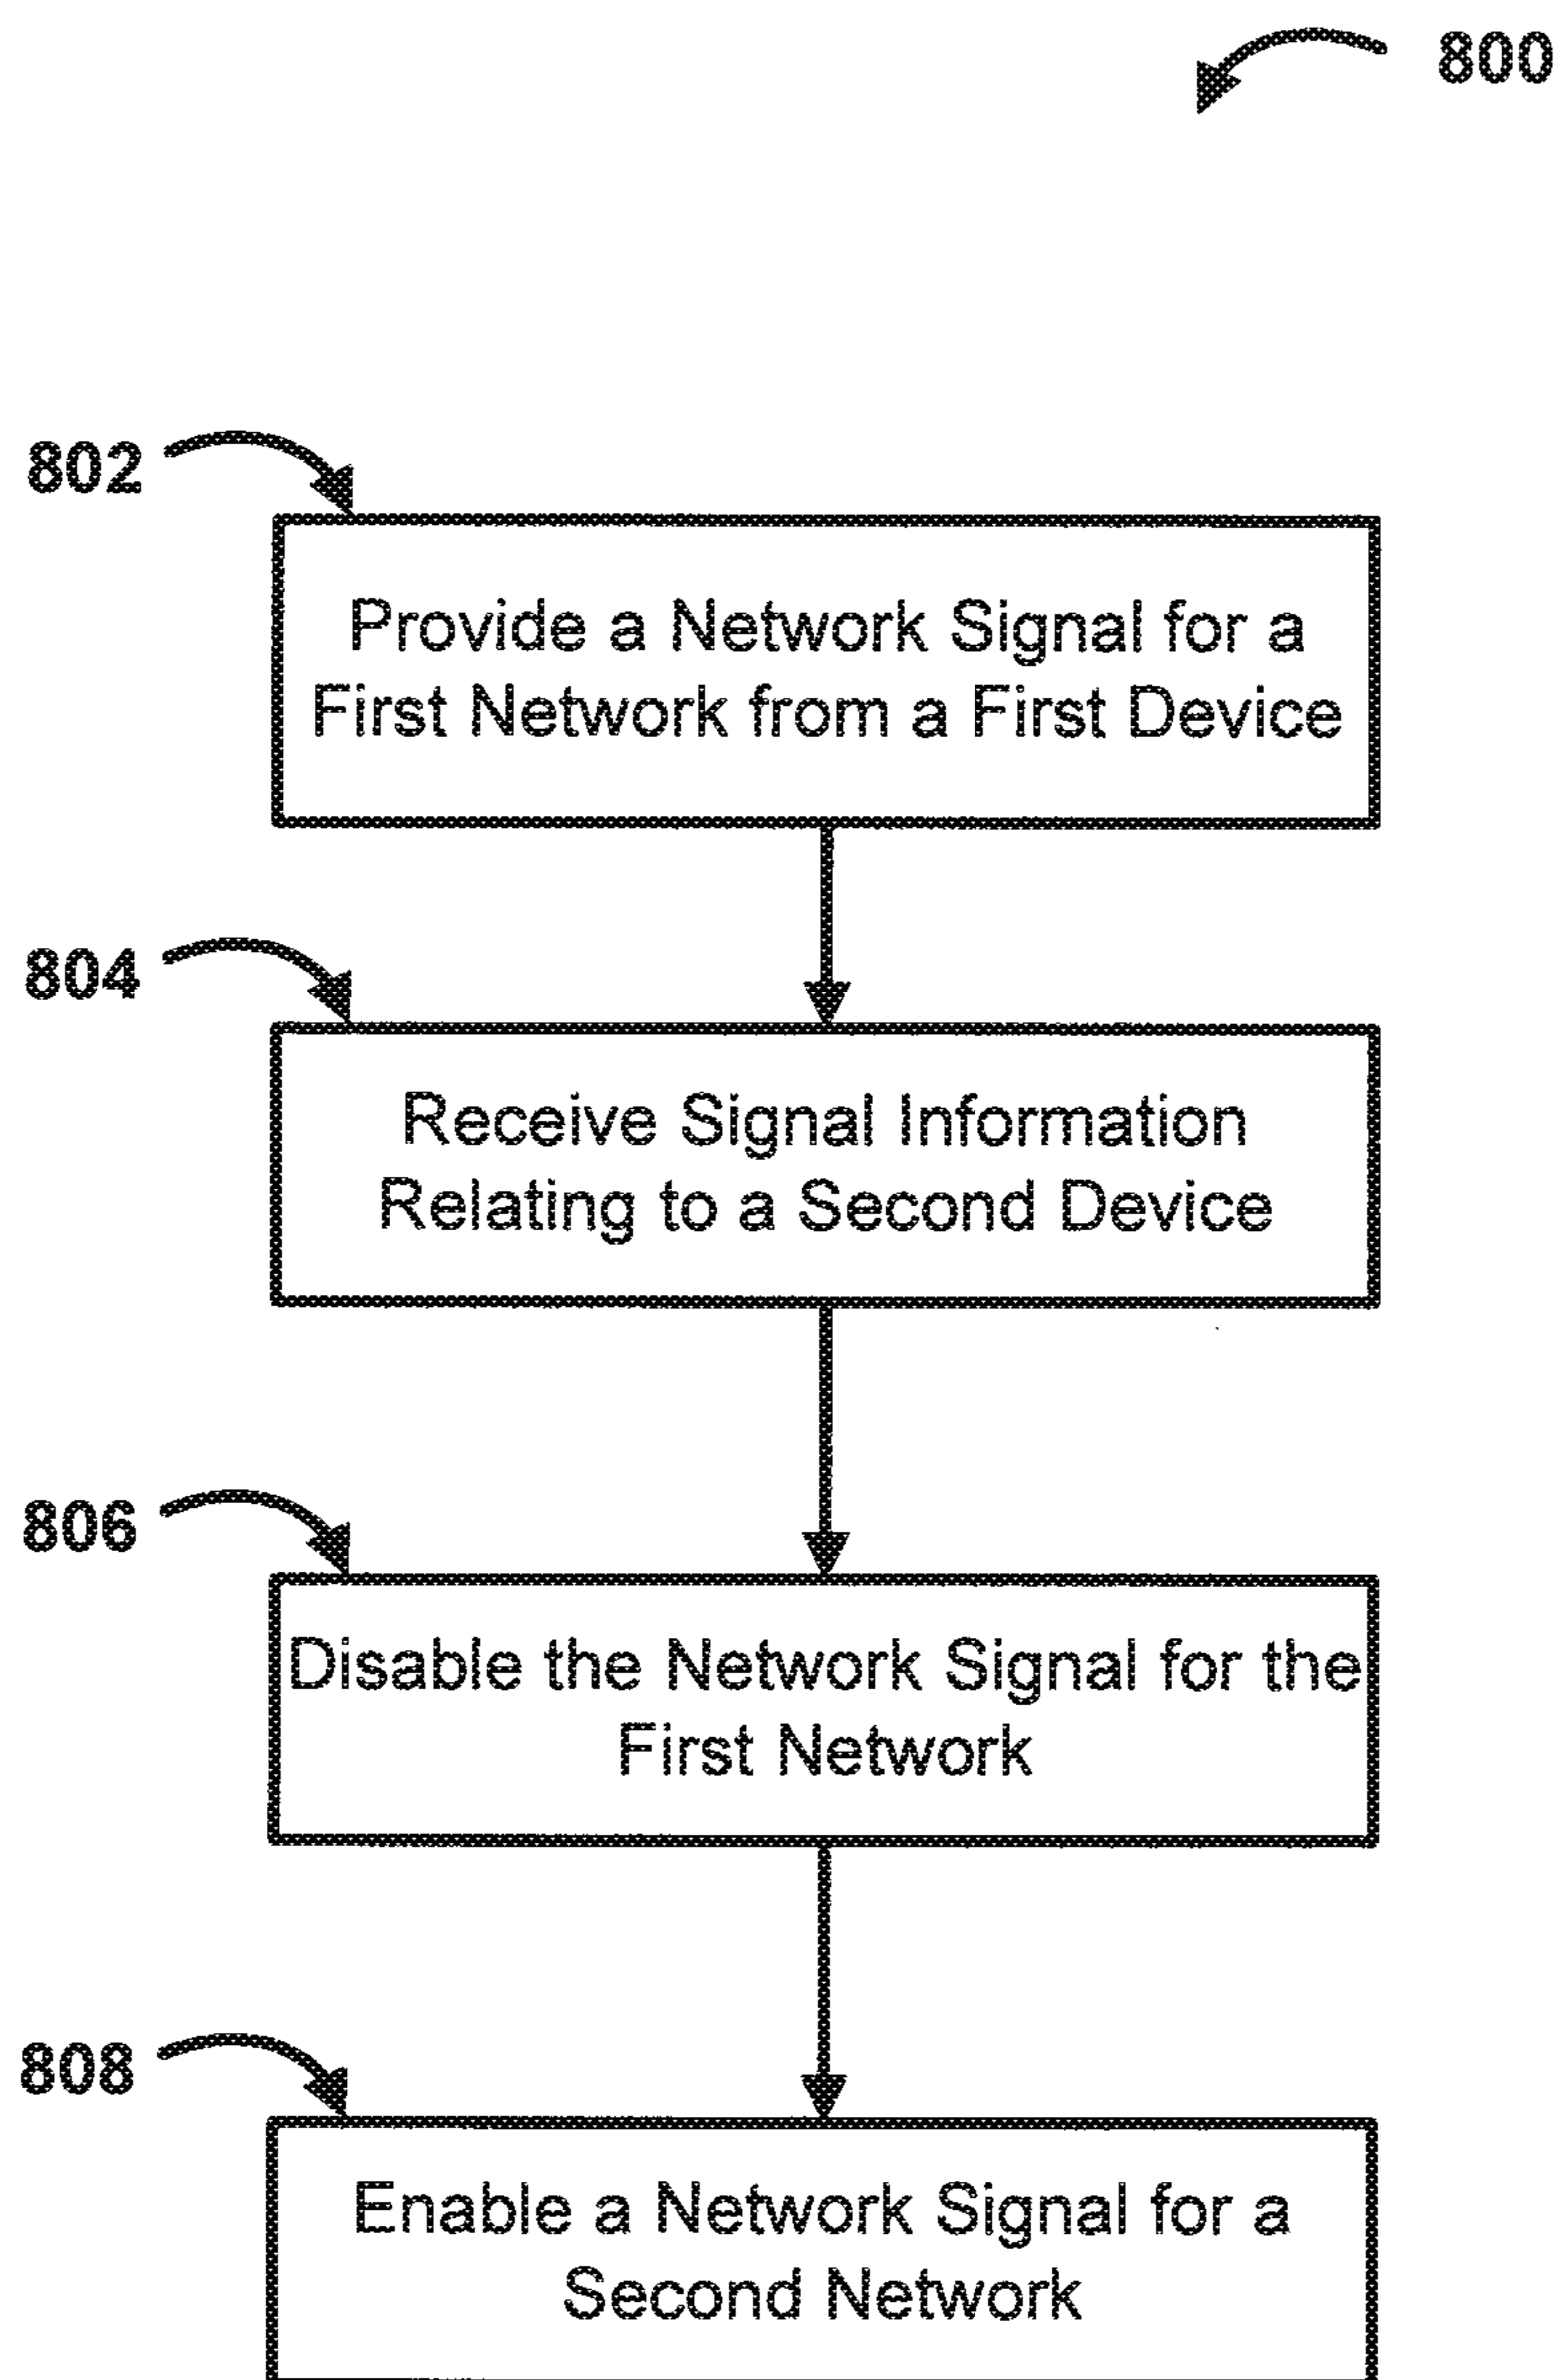 800
802
Provide a Network Signal for a
First Network from a First Device
804
Receive Signal Information
Relating to a Second Device
806
Disable the Network Signal for the
First Network
808
Enable a Network Signal for a
Second Network